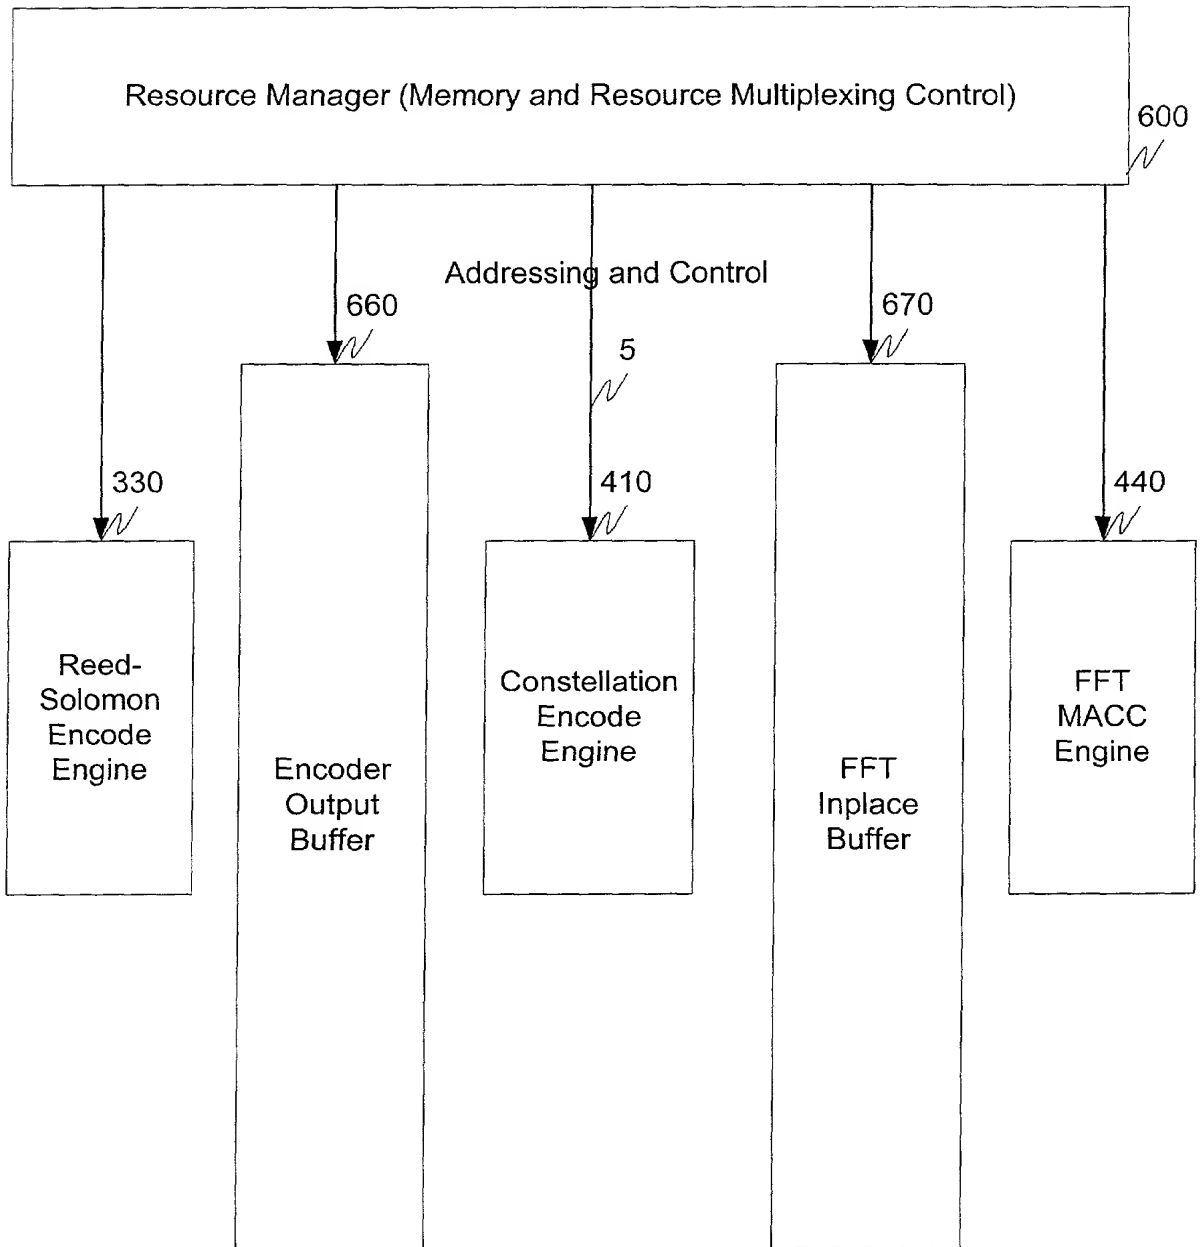 Resource Manager (Memory and Resource Multiplexing Control)
600
Addressing and Control
660
670
5
330
410
440
Reed-
Solomon
Encode
Engine
Encoder
Output
Buffer
Constellation
Encode
Engine
FFT
Inplace
Buffer
FFT
MACC
Engine